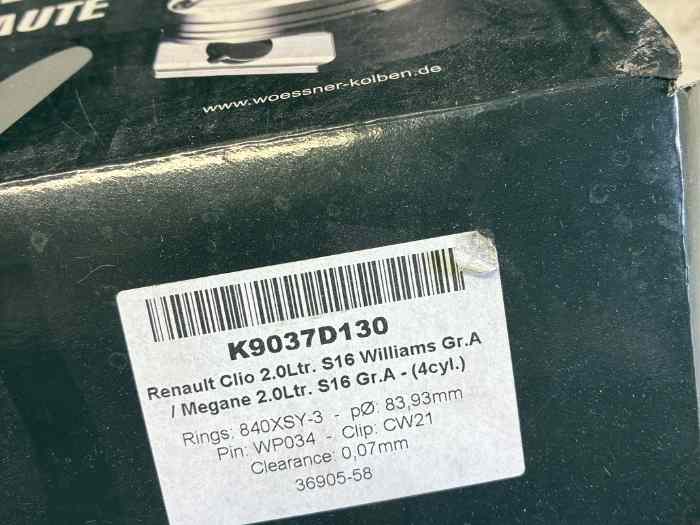 AUTÉ
www.woessner-kolben.de
K9037D130
Renault Clio 2.0Ltr. S16 Williams Gr.A
/ Megane 2.0Ltr. S16 Gr.A - (4cyl.)
Rings: 840XSY-3 - pØ: 83,93mm
Pin: WP034 - Clip: CW21
Clearance: 0,07mm
36905-58